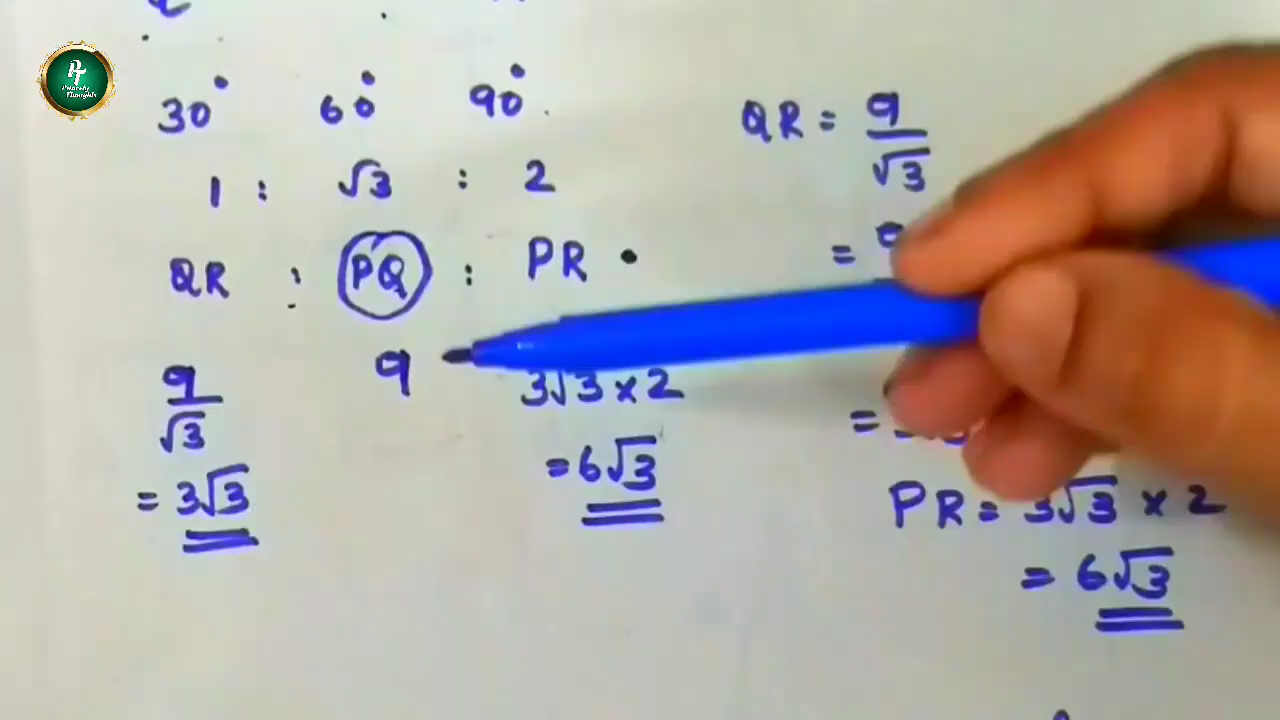 30° 60° 90°
1 : √3 : 2
QR : PQ : PR
9/√3 9 3√3 × 2
= 3√3 = 6√3
QR = 9/√3
=
=
PR = 3√3 × 2
= 6√3